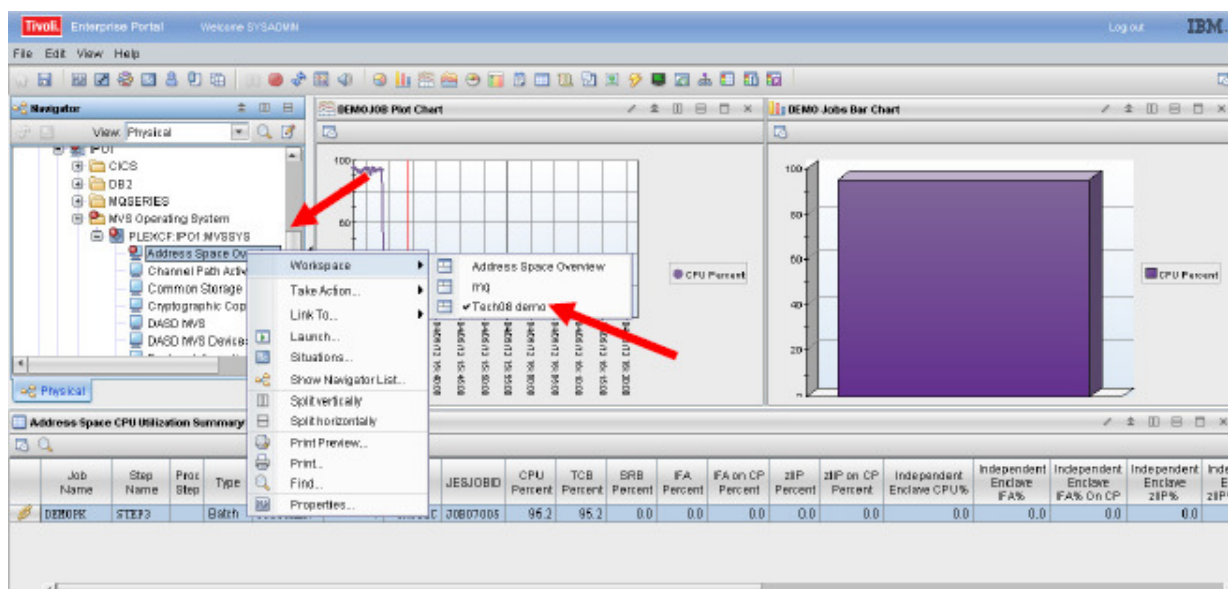 Tivoli. Enterprise Portal Welcome SYSADMIN Log out IBM.
File Edit View Help
Navigator
View: Physical
IPO1
CICS
DB2
MQSERIES
MVS Operating System
PLEXCF:IPO1:MVSSYS
Address Space Ov
Channel Path Activ
Common Storage
Cryptographic Cop
DASD MVS
DASD MVS Devices
Physical
DEMOJOB Plot Chart
100
60
CPU Percent
DEMO Jobs Bar Chart
100
80
60
40
20
CPU Percent
Workspace
Take Action...
Link To...
Launch...
Situations...
Show Navigator List...
Split vertically
Split horizontally
Print Preview...
Print...
Find...
Properties...
Address Space Overview
mq
Tech08 demo
Address Space CPU Utilization Summary
Job Name Step Name Proc Step Type JESJOBID CPU Percent TCB Percent SRB Percent IFA Percent IFA on CP Percent zIIP Percent zIIP on CP Percent Independent Enclave CPU% Independent Enclave IFA% Independent Enclave IFA% On CP Independent Enclave zIIP%
DEMOPK STEP3 Batch JOB07005 95.2 95.2 0.0 0.0 0.0 0.0 0.0 0.0 0.0 0.0 0.0